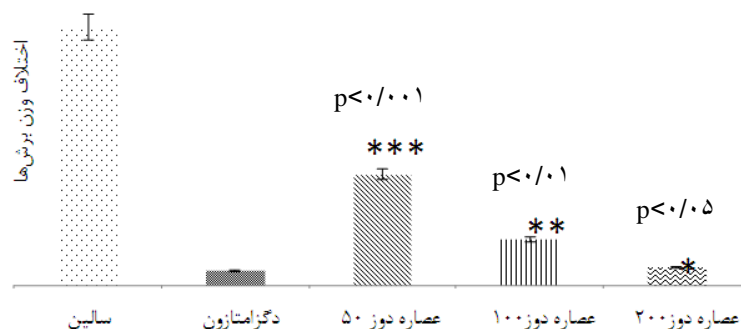 اختلاف وزن برش‌ها
p<۰/۰۰۱
***
p<۰/۰۱
**
p<۰/۰۵
*
سالین
دگزامتازون
عصاره دوز ۵۰
عصاره دوز۱۰۰
عصاره دوز۲۰۰